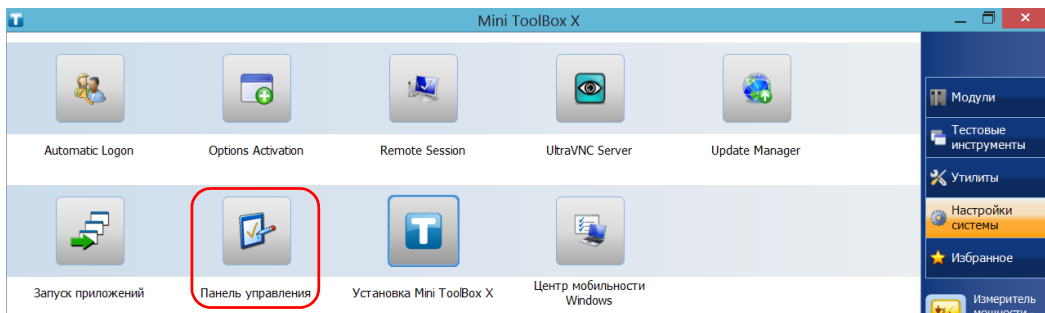 Mini ToolBox X
Automatic Logon
Options Activation
Remote Session
UltraVNC Server
Update Manager
Запуск приложений
Панель управления
Установка Mini ToolBox X
Центр мобильности
Windows
Модули
Тестовые
инструменты
Утилиты
Настройки
системы
Избранное
Измеритель
мощности